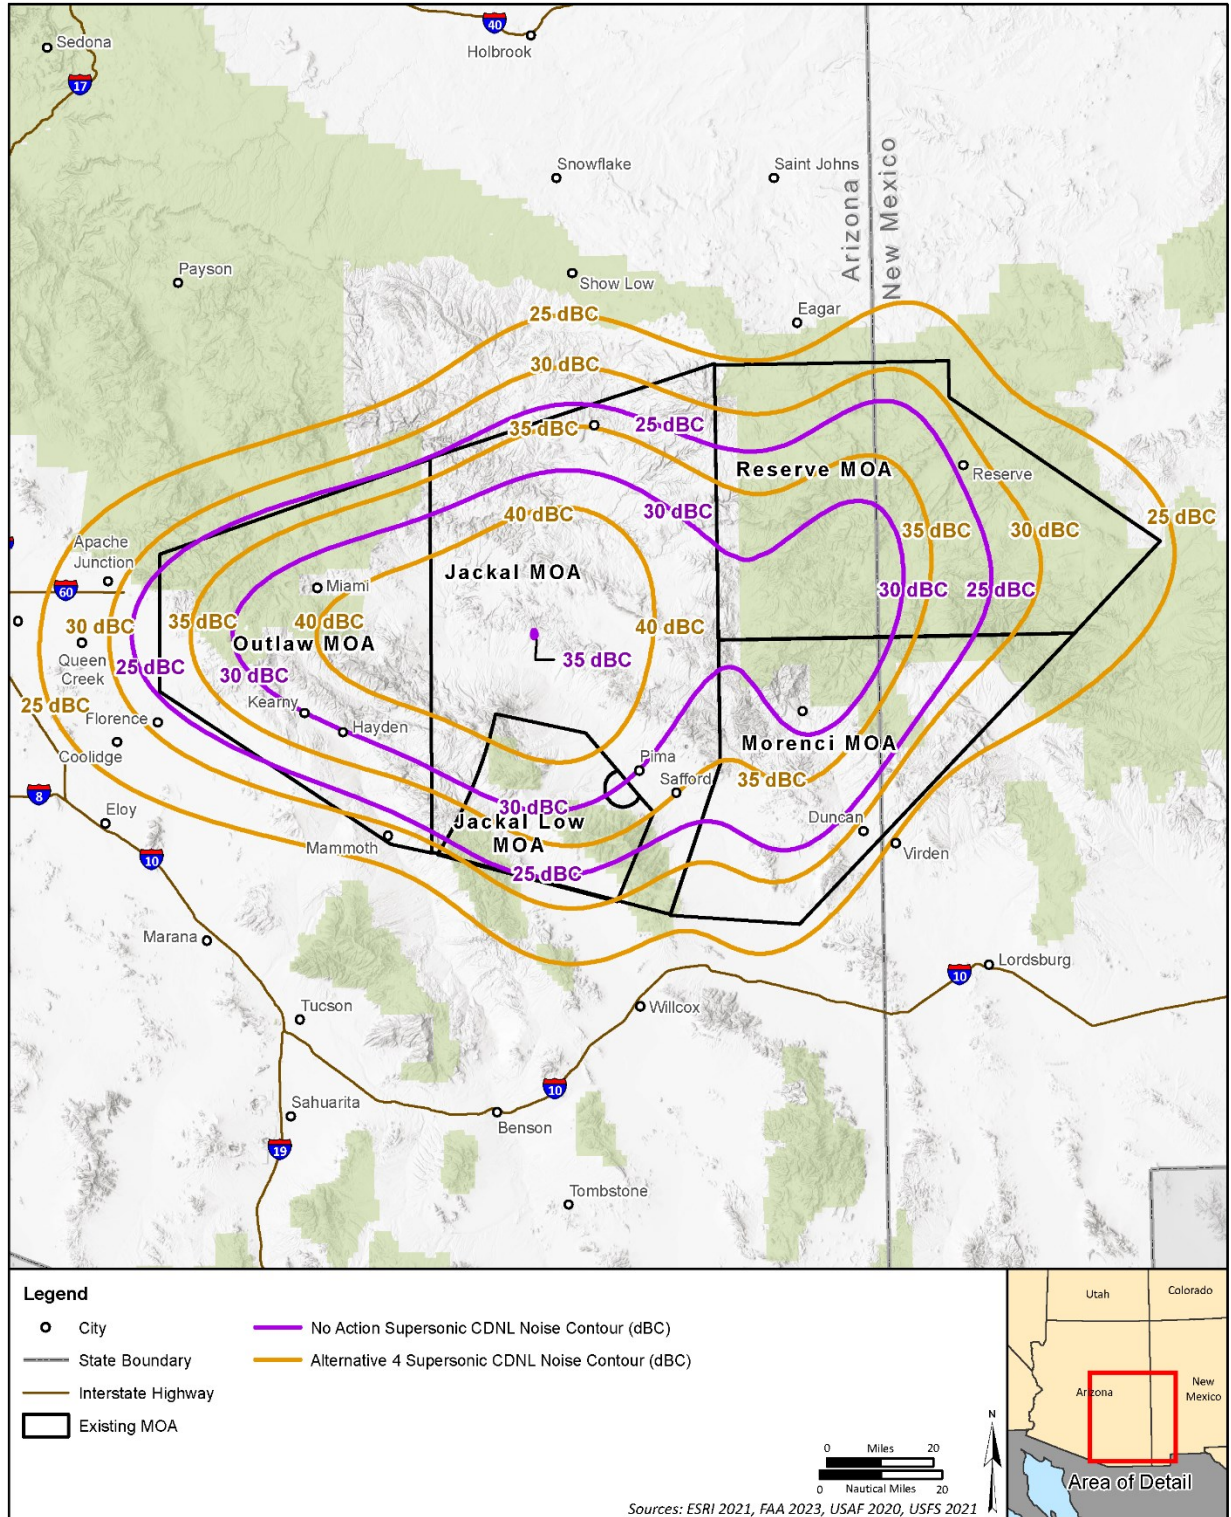 40
Sedona
Holbrook
17
Snowflake
Saint Johns
Arizona
New Mexico
Payson
Show Low
Eagar
25 dBC
30 dBC
35 dBC
25 dBC
Reserve MOA
Reserve
40 dBC
30 dBC
35 dBC
30 dBC
25 dBC
Apache
Junction
60
Miami
Jackal MOA
30 dBC
25 dBC
30 dBC
35 dBC
40 dBC
40 dBC
Outlaw MOA
35 dBC
Queen
Creek
25 dBC
30 dBC
25 dBC
Kearny
Florence
Hayden
Coolidge
Morenci MOA
Pima
Safford
35 dBC
8
30 dBC
Eloy
Jackal Low
MOA
Duncan
Mammoth
Virden
10
25 dBC
Marana
Lordsburg
10
Tucson
Willcox
10
Sahuarita
Benson
19
Tombstone
Legend
City
State Boundary
Interstate Highway
Existing MOA
No Action Supersonic CDNL Noise Contour (dBC)
Alternative 4 Supersonic CDNL Noise Contour (dBC)
0 Miles 20
0 Nautical Miles 20
N
Sources: ESRI 2021, FAA 2023, USAF 2020, USFS 2021
Utah
Colorado
Arizona
New
Mexico
Area of Detail